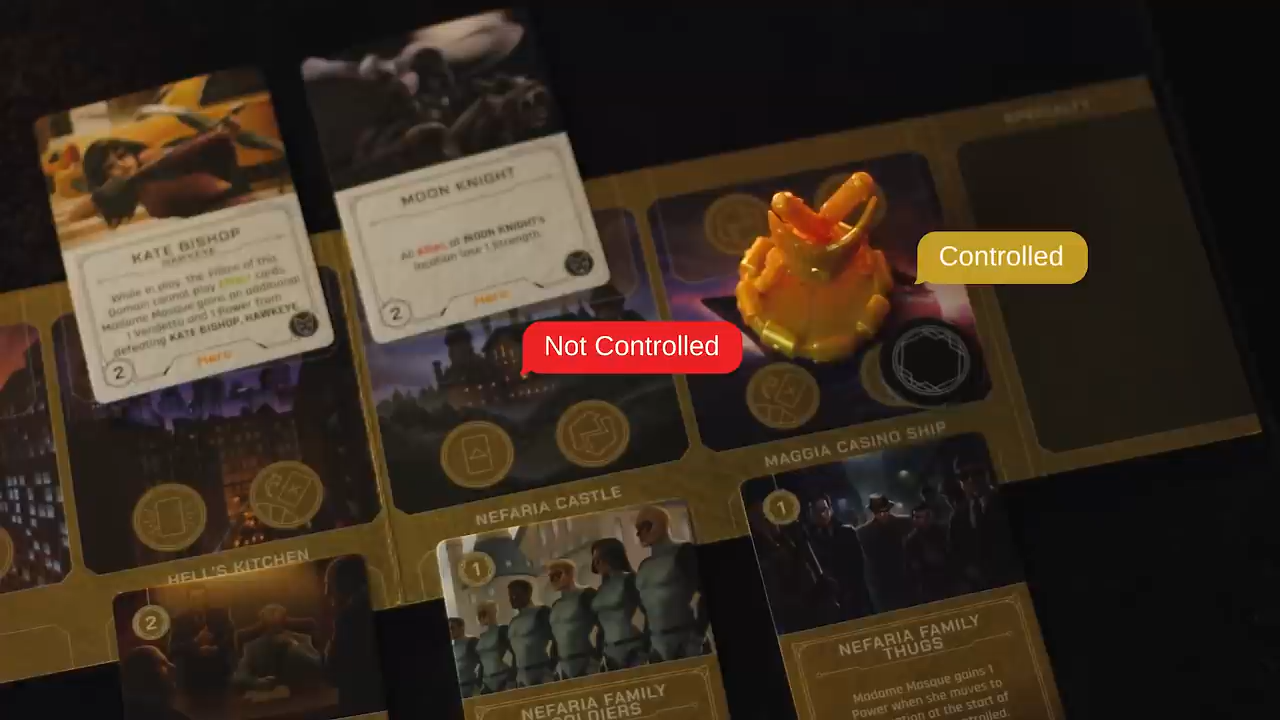 SPECIALTY
MOON KNIGHT
An Allies at MOON KNIGHT's
location lose 1 Strength.
Hero
2
KATE BISHOP
HAWKEYE
While in play, the Villain of this
Domain cannot play Effect cards.
Madame Masque gains an additional
1 Vendetta and 1 Power from
defeating KATE BISHOP, HAWKEYE.
Hero
2
Controlled
Not Controlled
MAGGIA CASINO SHIP
NEFARIA CASTLE
HELL'S KITCHEN
2
1
NEFARIA FAMILY
SOLDIERS
1
NEFARIA FAMILY
THUGS
Madame Masque gains 1
Power when she moves to